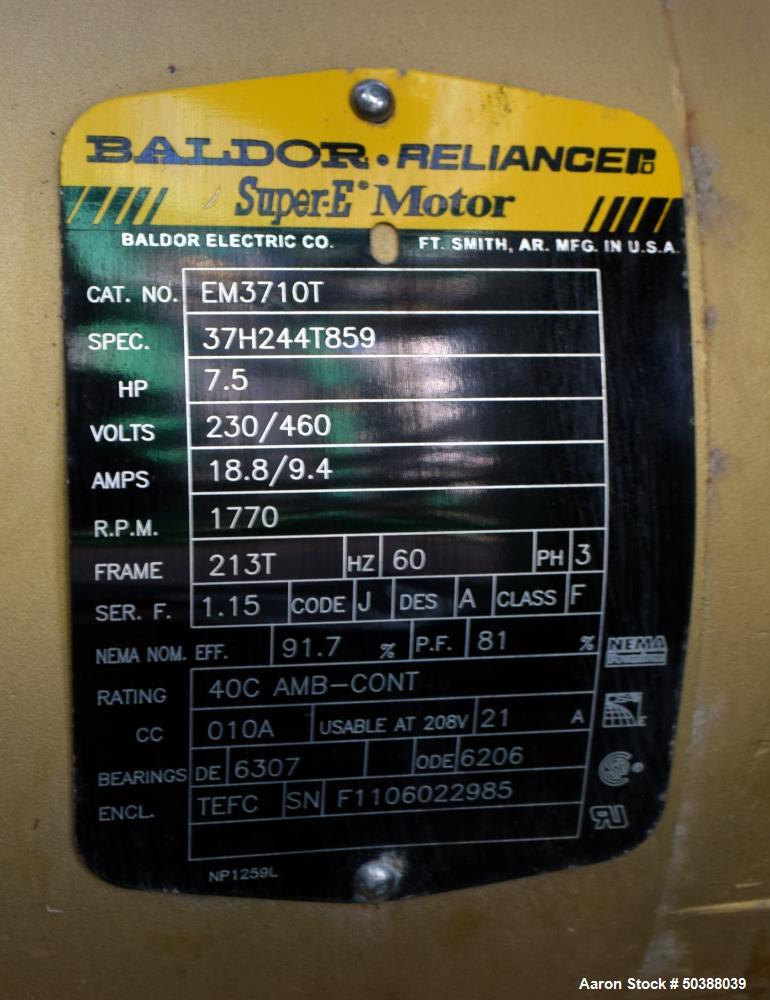 BALDOR • RELIANCER
Super-E® Motor
BALDOR ELECTRIC CO. FT. SMITH, AR. MFG. IN U.S.A.
CAT. NO. EM3710T
SPEC. 37H244T859
HP 7.5
VOLTS 230/460
AMPS 18.8/9.4
R.P.M. 1770
FRAME 213T HZ 60 PH 3
SER. F. 1.15 CODE J DES A CLASS F
NEMA NOM. EFF. 91.7 % P.F. 81 %
NEMA
Premium
RATING 40C AMB-CONT
CC 010A USABLE AT 208V 21 A
E
BEARINGS DE 6307 ODE 6206
ENCL. TEFC SN F1106022985
NP1259L
Aaron Stock # 50388039